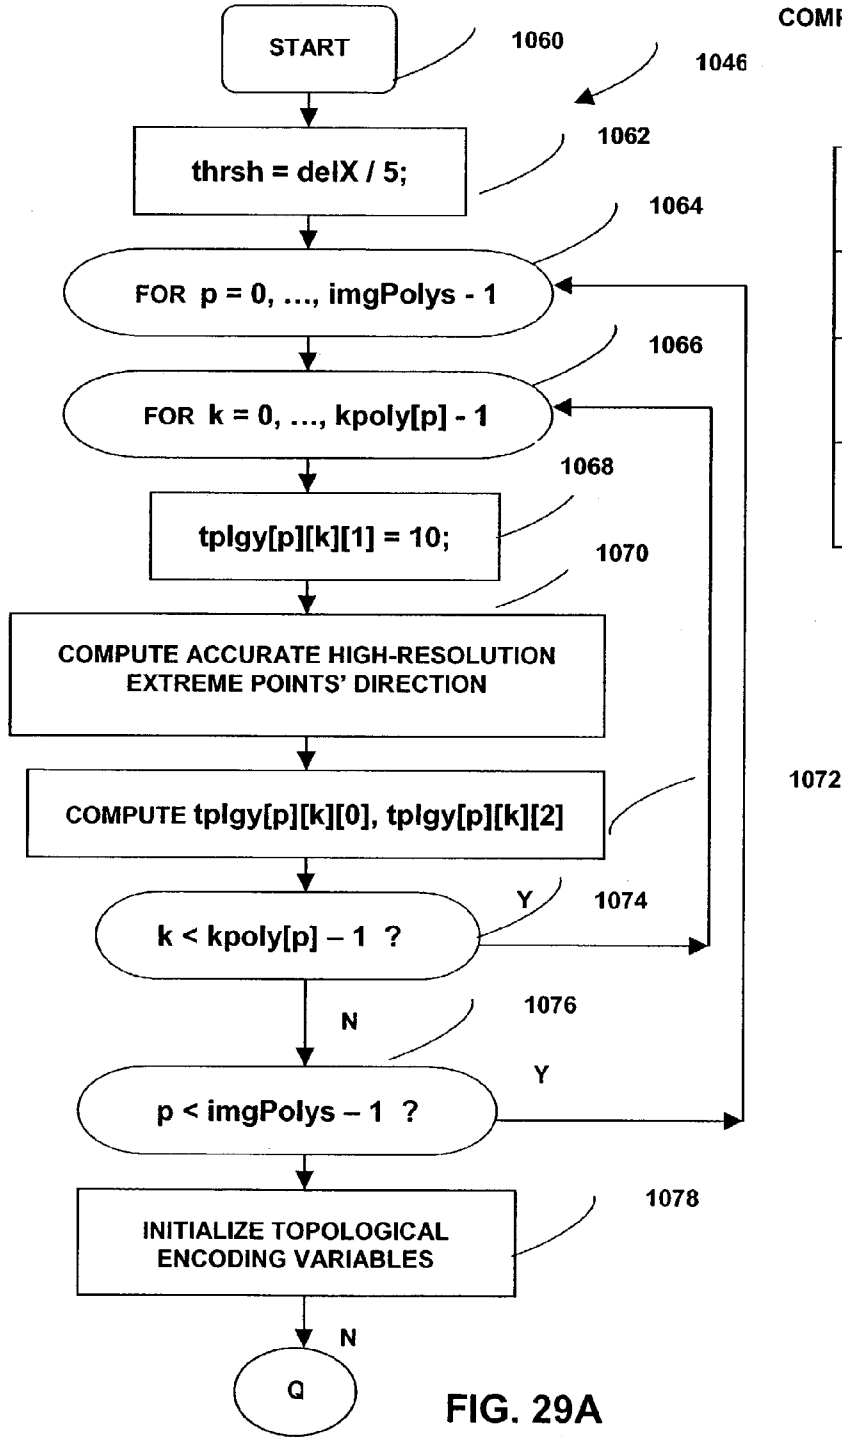 COMP
START
1060
1046
thrsh = delX / 5;
1062
1064
FOR p = 0, ..., imgPolys - 1
1066
FOR k = 0, ..., kpoly[p] - 1
1068
tplgy[p][k][1] = 10;
1070
COMPUTE ACCURATE HIGH-RESOLUTION
EXTREME POINTS' DIRECTION
1072
COMPUTE tplgy[p][k][0], tplgy[p][k][2]
Y
1074
k < kpoly[p] – 1 ?
N
1076
Y
p < imgPolys – 1 ?
1078
INITIALIZE TOPOLOGICAL
ENCODING VARIABLES
N
Q
FIG. 29A